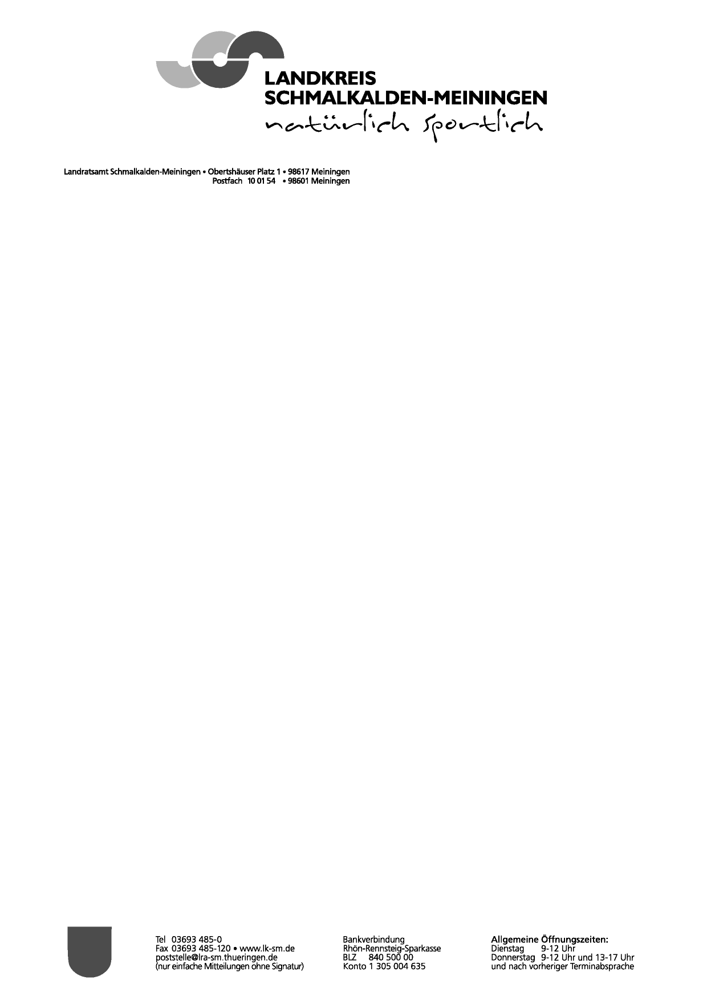 LANDKREIS
SCHMALKALDEN-MEININGEN
natürlich sportlich
Landratsamt Schmalkalden-Meiningen • Obertshäuser Platz 1 • 98617 Meiningen
Postfach 10 01 54 • 98601 Meiningen
Tel 03693 485-0
Fax 03693 485-120 • www.lk-sm.de
poststelle@lra-sm.thueringen.de
(nur einfache Mitteilungen ohne Signatur)
Bankverbindung
Rhön-Rennsteig-Sparkasse
BLZ 840 500 00
Konto 1 305 004 635
Allgemeine Öffnungszeiten:
Dienstag 9-12 Uhr
Donnerstag 9-12 Uhr und 13-17 Uhr
und nach vorheriger Terminabsprache